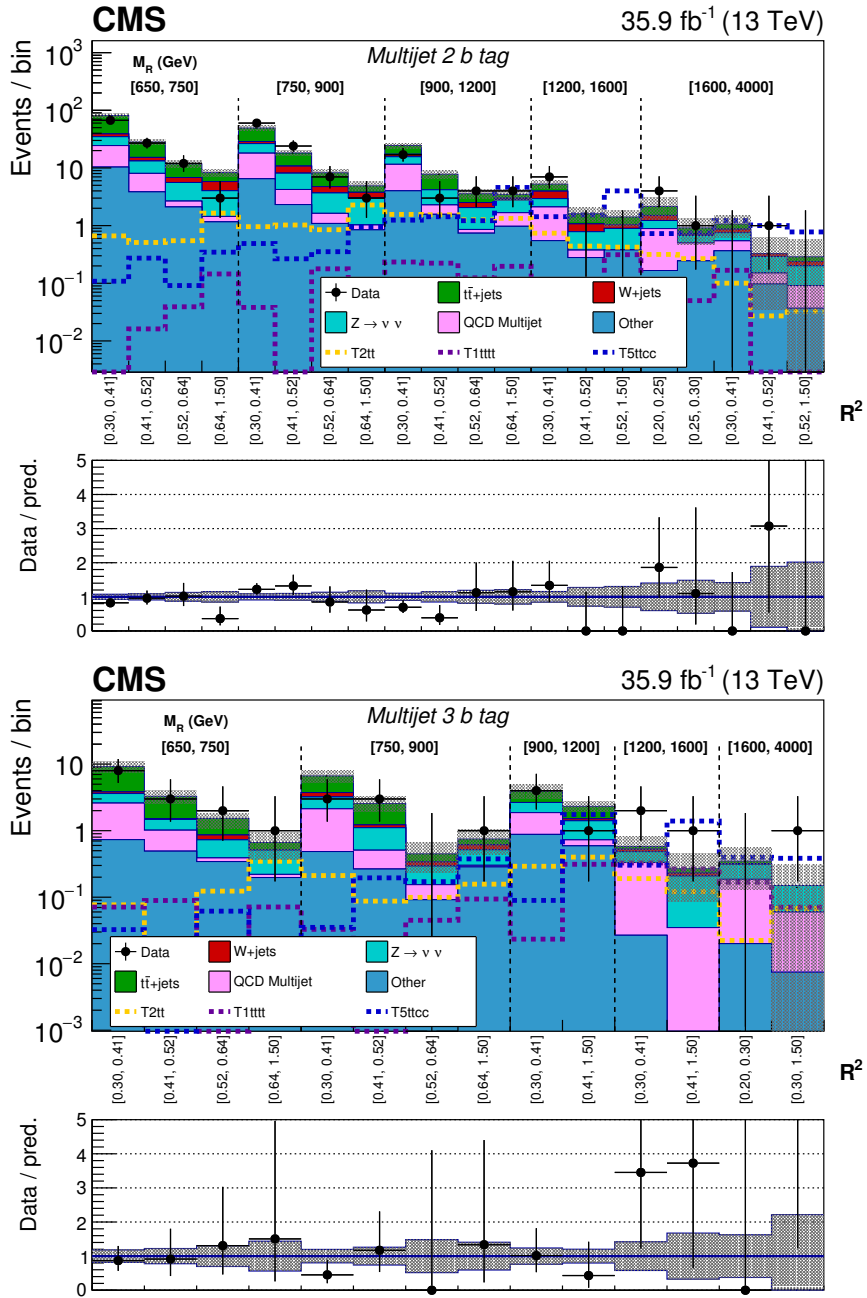 CMS 35.9 fb⁻¹ (13 TeV)
Multijet 2 b tag
M_R (GeV)
[650, 750] [750, 900] [900, 1200] [1200, 1600] [1600, 4000]
Events / bin
10²
10
1
10⁻¹
10⁻²
Data tt̄+jets W+jets
Z → ν ν QCD Multijet Other
T2tt T1tttt T5ttcc
[0.30, 0.41] [0.41, 0.52] [0.52, 0.64] [0.64, 1.50] [0.30, 0.41] [0.41, 0.52] [0.52, 0.64] [0.64, 1.50] [0.30, 0.41] [0.41, 0.52] [0.52, 0.64] [0.64, 1.50] [0.30, 0.41] [0.41, 0.52] [0.52, 1.50] [0.20, 0.25] [0.25, 0.30] [0.30, 0.41] [0.41, 0.52] [0.52, 1.50]
R²
Data / pred.
5
4
3
2
1
0
CMS 35.9 fb⁻¹ (13 TeV)
Multijet 3 b tag
M_R (GeV)
[650, 750] [750, 900] [900, 1200] [1200, 1600] [1600, 4000]
Events / bin
10
1
10⁻¹
10⁻²
10⁻³
Data W+jets Z → ν ν
tt̄+jets QCD Multijet Other
T2tt T1tttt T5ttcc
[0.30, 0.41] [0.41, 0.52] [0.52, 0.64] [0.64, 1.50] [0.30, 0.41] [0.41, 0.52] [0.52, 0.64] [0.64, 1.50] [0.30, 0.41] [0.41, 1.50] [0.30, 0.41] [0.41, 1.50] [0.20, 0.30] [0.30, 1.50]
R²
Data / pred.
5
4
3
2
1
0